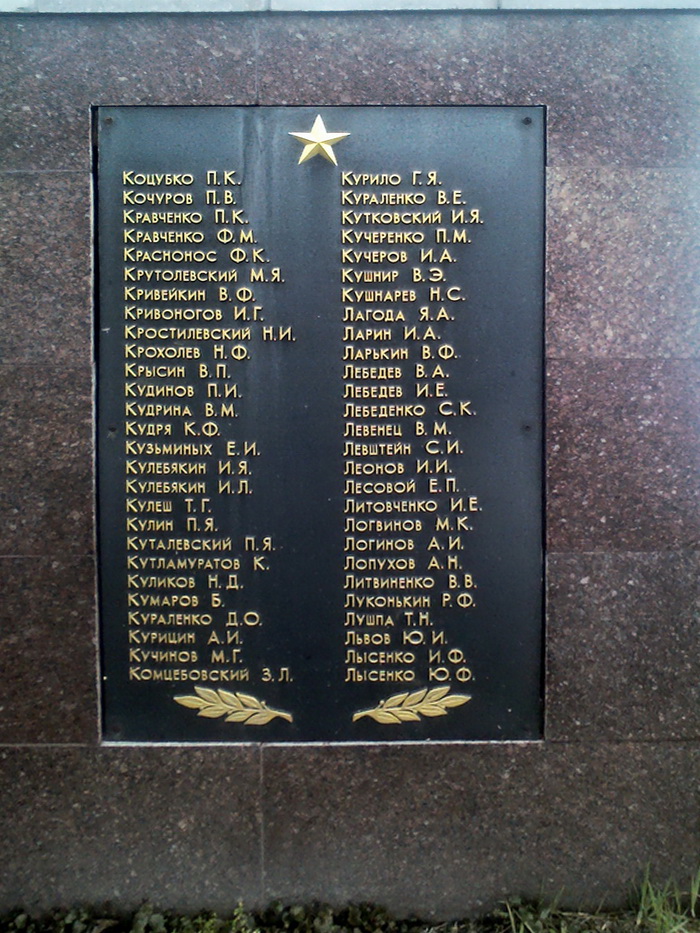 Коцубко П.К.
Кочуров П.В.
Кравченко П.К.
Кравченко Ф.М.
Краснонос Ф.К.
Крутолевский М.Я.
Кривейкин В.Ф.
Кривоногов И.Г.
Кростилевский Н.И.
Крохолев Н.Ф.
Крысин В.П.
Кудинов П.И.
Кудрина В.М.
Кудря К.Ф.
Кузьминых Е.И.
Кулебякин И.Я.
Кулебякин И.Л.
Кулеш Т.Г.
Кулин П.Я.
Куталевский П.Я.
Кутламуратов К.
Куликов Н.Д.
Кумаров Б.
Кураленко Д.О.
Курицин А.И.
Кучинов М.Г.
Комцебовский З.Л.
Курило Г.Я.
Кураленко В.Е.
Кутковский И.Я.
Кучеренко П.М.
Кучеров И.А.
Кушнир В.Э.
Кушнарев Н.С.
Лагода Я.А.
Ларин И.А.
Ларькин В.Ф.
Лебедев В.А.
Лебедев И.Е.
Лебеденко С.К.
Левенец В.М.
Левштейн С.И.
Леонов И.И.
Лесовой Е.П.
Литовченко И.Е.
Логвинов М.К.
Логинов А.И.
Лопухов А.Н.
Литвиненко В.В.
Луконькин Р.Ф.
Лушпа Т.Н.
Львов Ю.И.
Лысенко И.Ф.
Лысенко Ю.Ф.